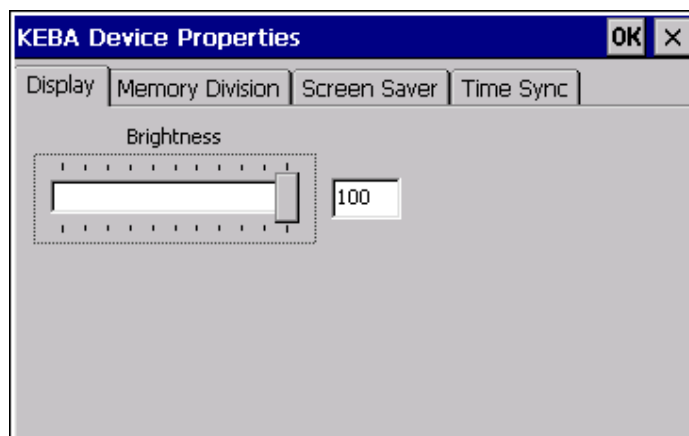 KEBA Device Properties OK ×
Display Memory Division Screen Saver Time Sync
Brightness
100